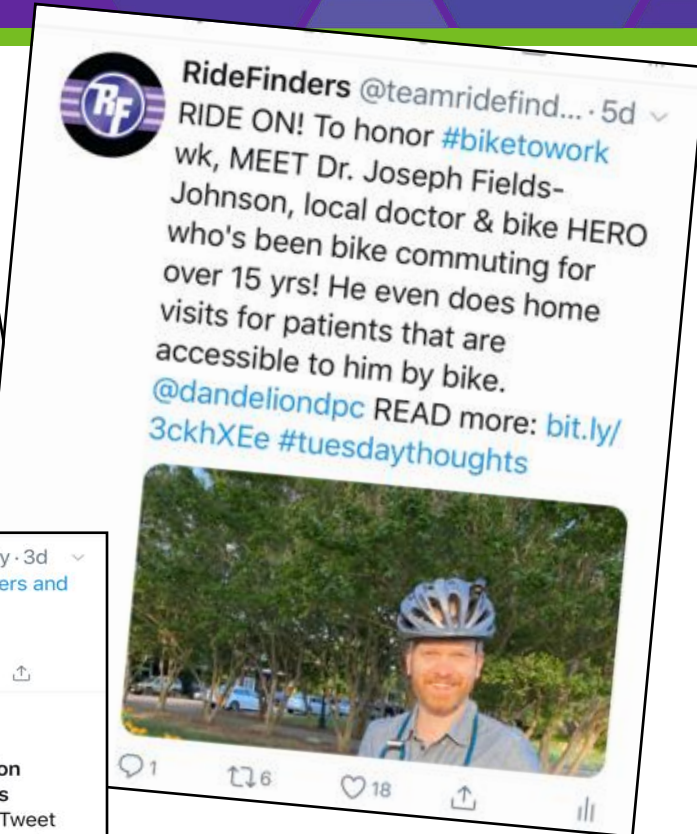 RideFinders @teamridefind... · 5d
RIDE ON! To honor #biketowork
wk, MEET Dr. Joseph Fields-
Johnson, local doctor & bike HERO
who's been bike commuting for
over 15 yrs! He even does home
visits for patients that are
accessible to him by bike.
@dandeliondpc READ more: bit.ly/
3ckhXEe #tuesdaythoughts
RF
1 6 18
y · 3d
ers and
on
s
Tweet